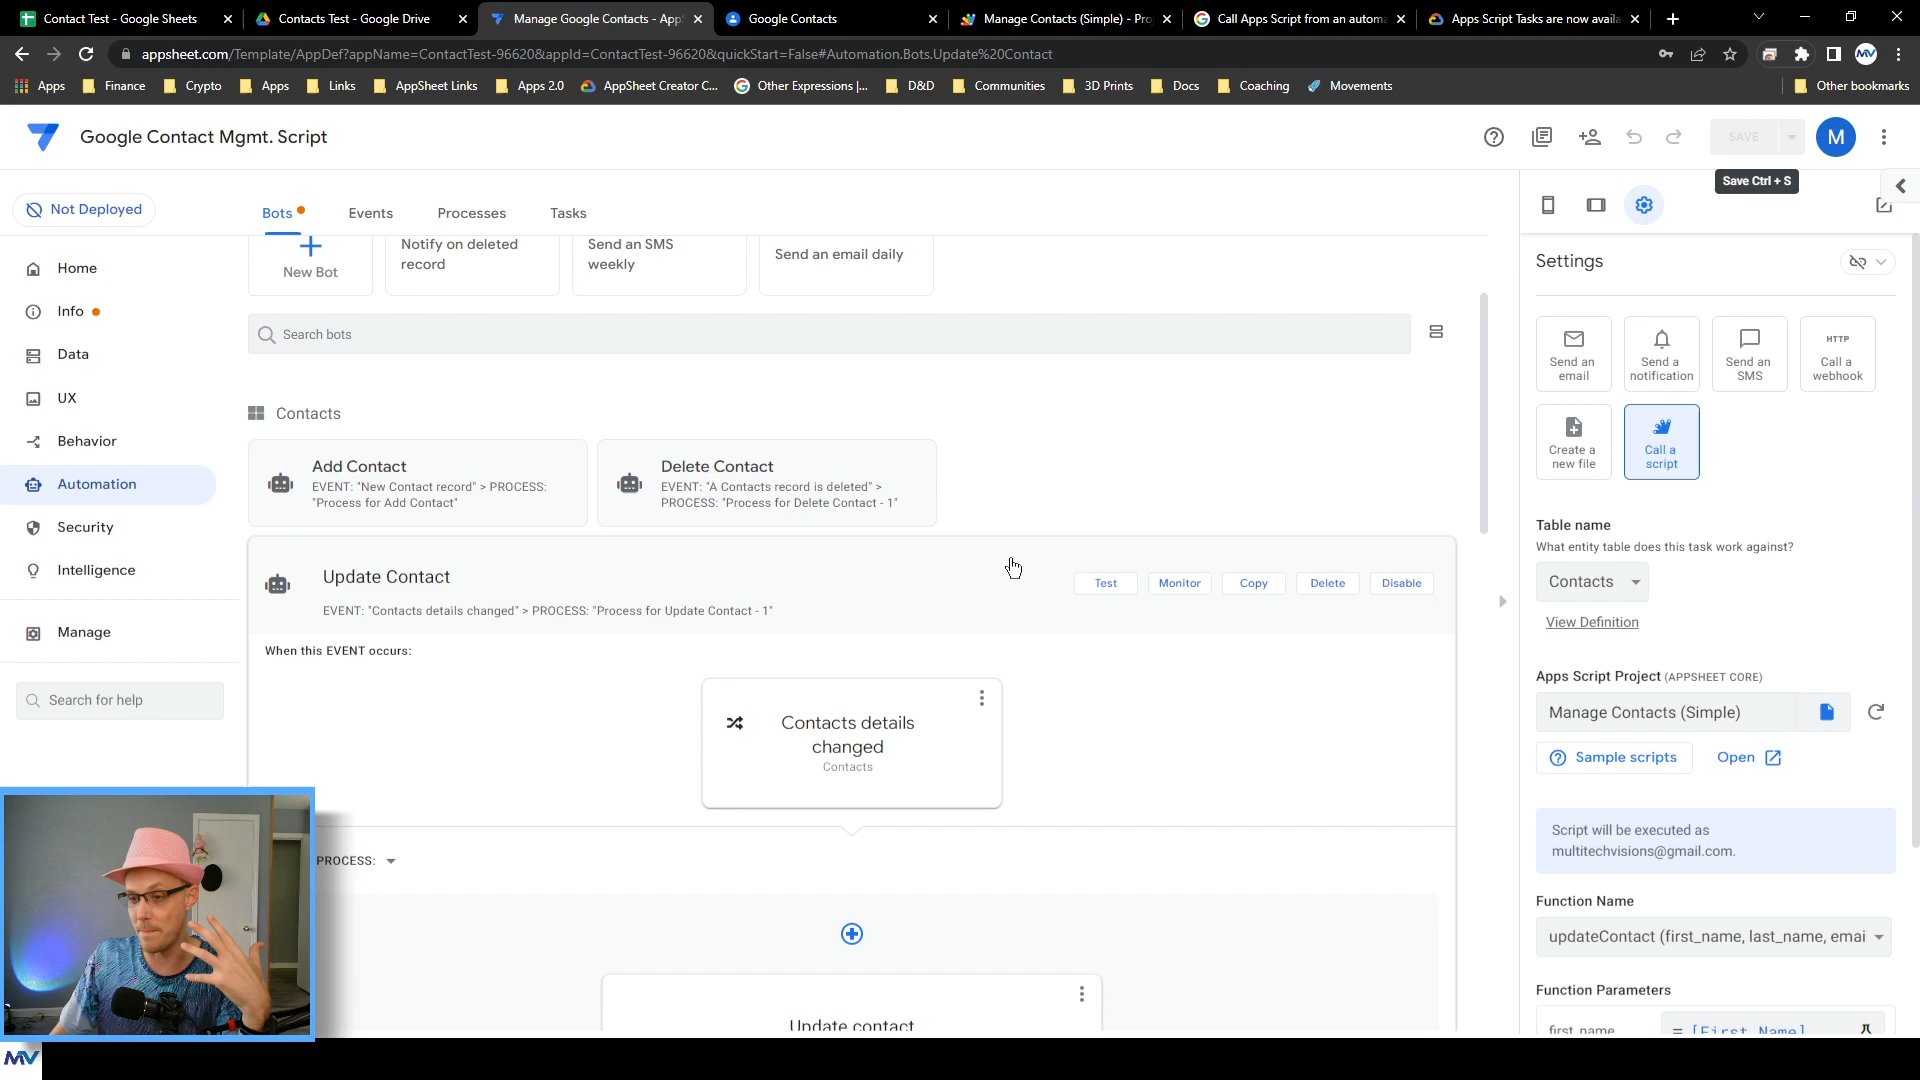 Contact Test - Google Sheets
Contacts Test - Google Drive
Manage Google Contacts - AppS
Google Contacts
Manage Contacts (Simple) - Pro
Call Apps Script from an automa
Apps Script Tasks are now availa
appsheet.com/Template/AppDef?appName=ContactTest-96620&appId=ContactTest-96620&quickStart=False#Automation.Bots.Update%20Contact
Apps
Finance
Crypto
Apps
Links
AppSheet Links
Apps 2.0
AppSheet Creator C...
Other Expressions |...
D&D
Communities
3D Prints
Docs
Coaching
Movements
Other bookmarks
Google Contact Mgmt. Script
SAVE
M
Save Ctrl + S
Not Deployed
Bots
Events
Processes
Tasks
Home
Info
Data
UX
Behavior
Automation
Security
Intelligence
Manage
Search for help
New Bot
Notify on deleted
record
Send an SMS
weekly
Send an email daily
Search bots
Contacts
Add Contact
EVENT: "New Contact record" > PROCESS:
"Process for Add Contact"
Delete Contact
EVENT: "A Contacts record is deleted" >
PROCESS: "Process for Delete Contact - 1"
Update Contact
EVENT: "Contacts details changed" > PROCESS: "Process for Update Contact - 1"
Test
Monitor
Copy
Delete
Disable
When this EVENT occurs:
Contacts details
changed
Contacts
PROCESS:
Update contact
Settings
Send an
email
Send a
notification
Send an
SMS
HTTP
Call a
webhook
Create a
new file
Call a
script
Table name
What entity table does this task work against?
Contacts
View Definition
Apps Script Project (APPSHEET CORE)
Manage Contacts (Simple)
Sample scripts
Open
Script will be executed as
multitechvisions@gmail.com.
Function Name
updateContact (first_name, last_name, emai
Function Parameters
first_name
= [First Name]
MV